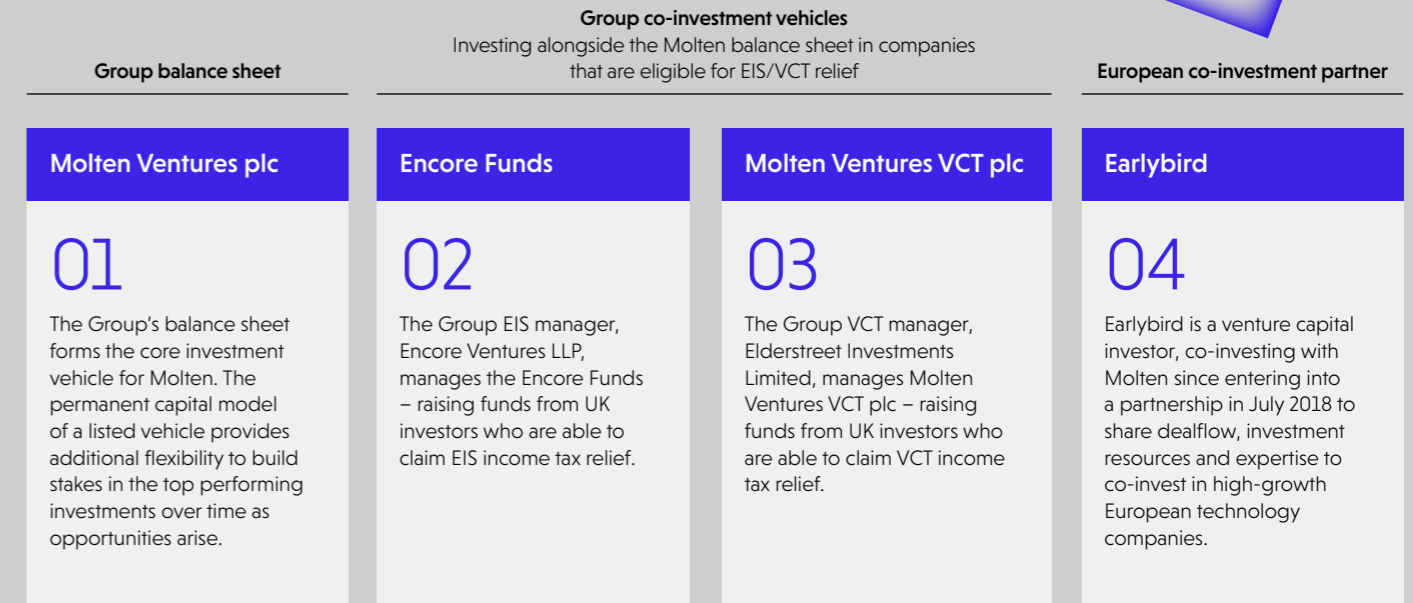 Group balance sheet
Group co-investment vehicles
Investing alongside the Molten balance sheet in companies
that are eligible for EIS/VCT relief
European co-investment partner
Molten Ventures plc
01
The Group’s balance sheet
forms the core investment
vehicle for Molten. The
permanent capital model
of a listed vehicle provides
additional flexibility to build
stakes in the top performing
investments over time as
opportunities arise.
Encore Funds
02
The Group EIS manager,
Encore Ventures LLP,
manages the Encore Funds
– raising funds from UK
investors who are able to
claim EIS income tax relief.
Molten Ventures VCT plc
03
The Group VCT manager,
Elderstreet Investments
Limited, manages Molten
Ventures VCT plc – raising
funds from UK investors who
are able to claim VCT income
tax relief.
Earlybird
04
Earlybird is a venture capital
investor, co-investing with
Molten since entering into
a partnership in July 2018 to
share dealflow, investment
resources and expertise to
co-invest in high-growth
European technology
companies.